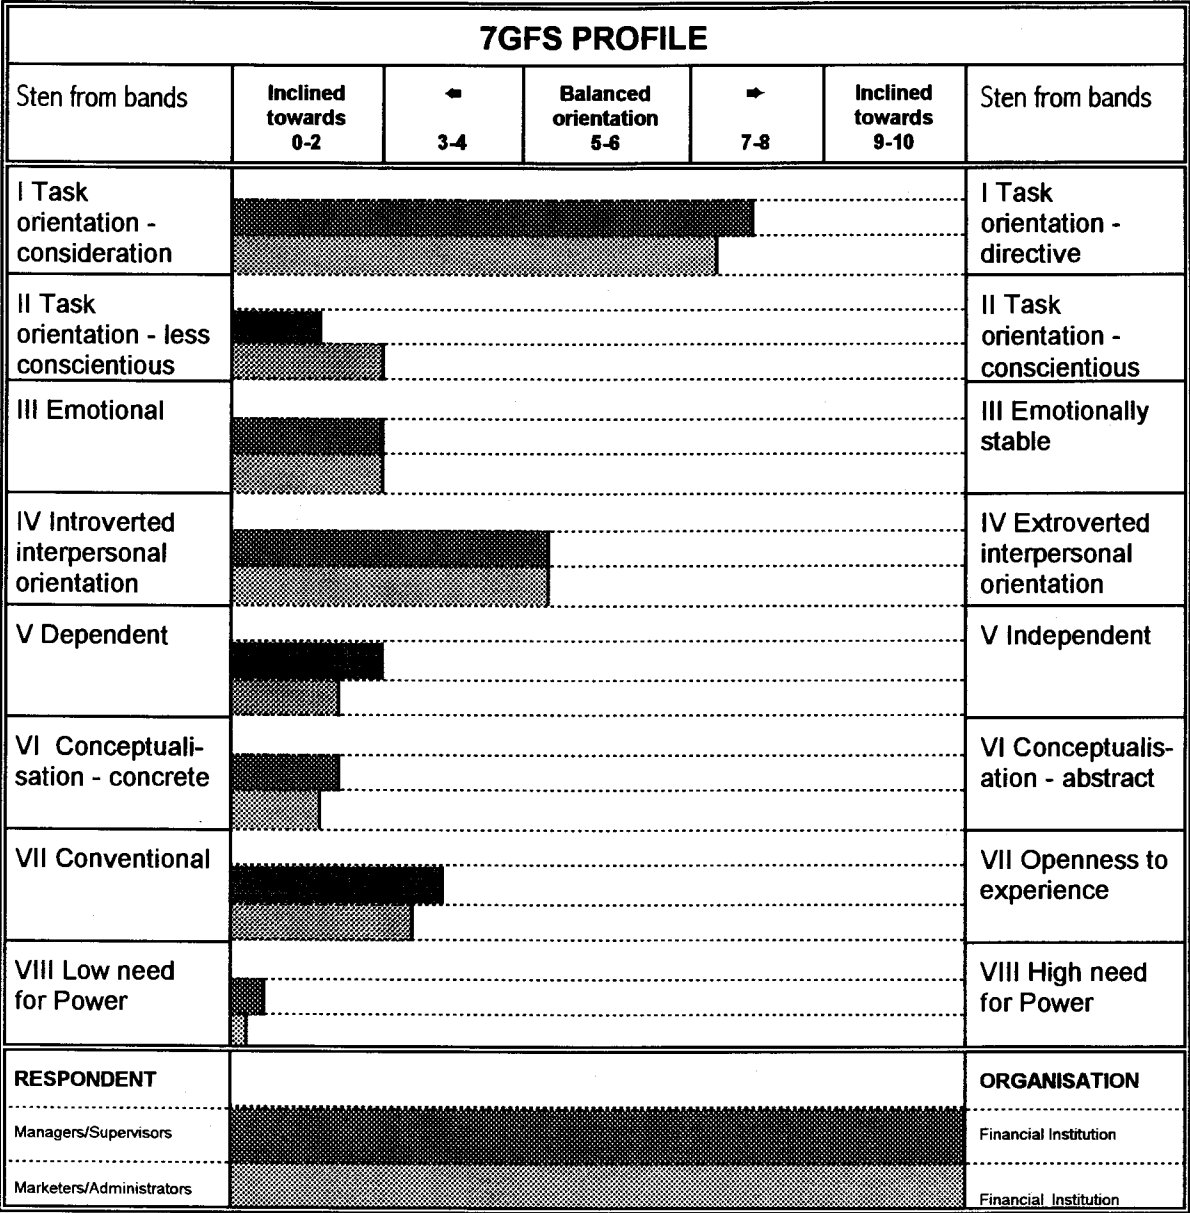 7GFS PROFILE
Sten from bands
Inclined
towards
0-2
3-4
Balanced
orientation
5-6
7-8
Inclined
towards
9-10
Sten from bands
I Task
orientation -
consideration
I Task
orientation -
directive
II Task
orientation - less
conscientious
II Task
orientation -
conscientious
III Emotional
III Emotionally
stable
IV Introverted
interpersonal
orientation
IV Extroverted
interpersonal
orientation
V Dependent
V Independent
VI Conceptuali-
sation - concrete
VI Conceptualis-
ation - abstract
VII Conventional
VII Openness to
experience
VIII Low need
for Power
VIII High need
for Power
RESPONDENT
ORGANISATION
Managers/Supervisors
Financial Institution
Marketers/Administrators
Financial Institution